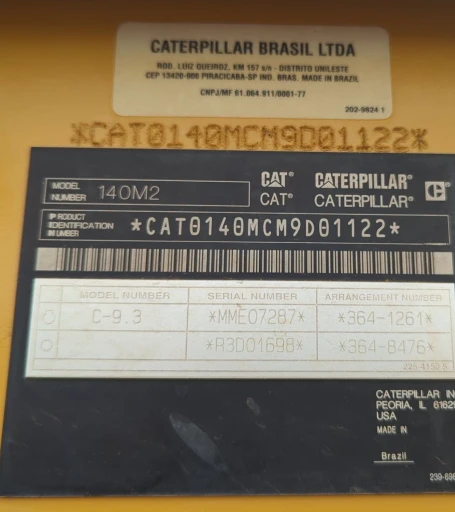 CATERPILLAR BRASIL LTDA
ROD. LUIZ QUEIROZ, KM 157 s/n - DISTRITO UNILESTE
CEP 13420-900 PIRACICABA-SP IND. BRAS. MADE IN BRAZIL
CNPJ/MF 61.064.911/0001-77
202-9824 1
*CAT0140MCM9D01122*
MODEL NUMBER 140M2
CAT® CATERPILLAR®
CAT® CATERPILLAR®
PRODUCT IDENTIFICATION NUMBER *CAT0140MCM9D01122*
MODEL NUMBER SERIAL NUMBER ARRANGEMENT NUMBER
C-9.3 *MME07287* *364-1261*
*R3D01698* *364-8476*
CATERPILLAR IN
PEORIA, IL 6162
USA
MADE IN
Brazil